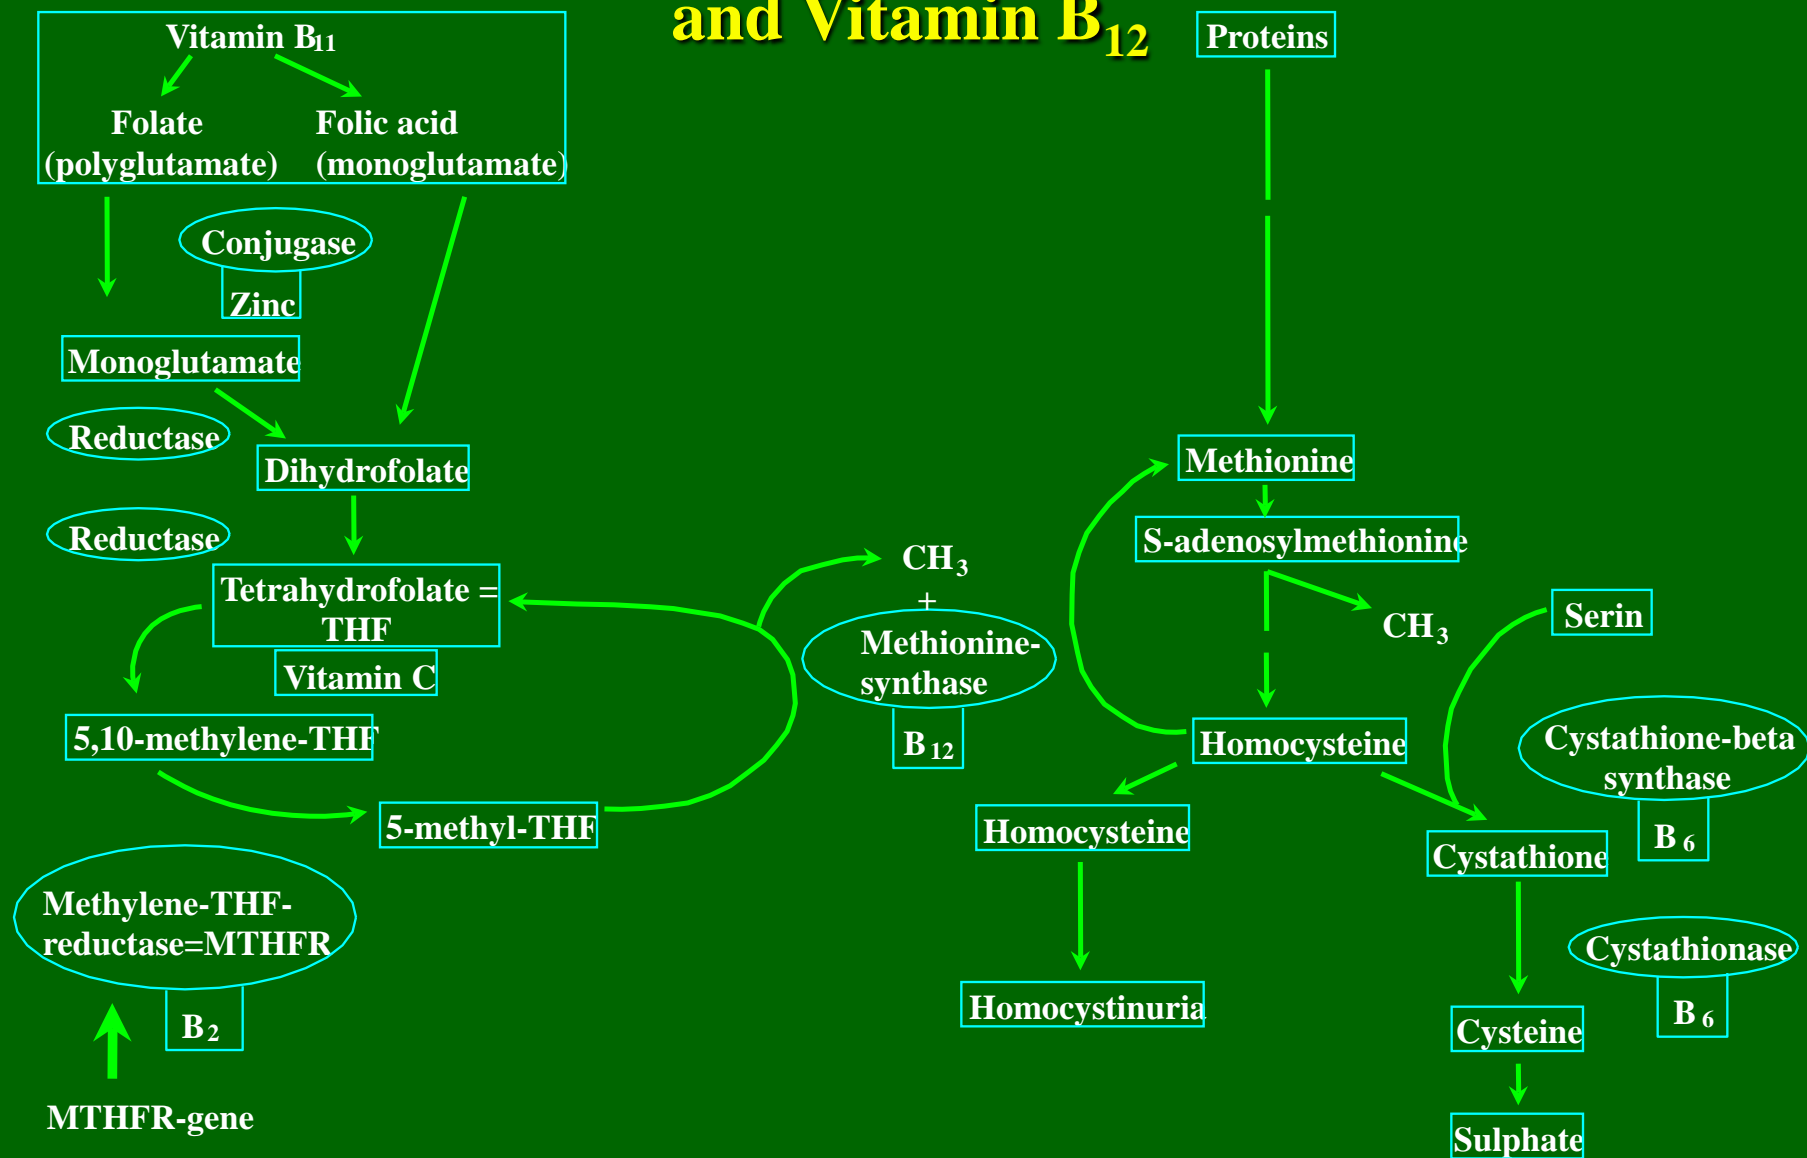 and Vitamin B12
Vitamin B11
Folate
(polyglutamate)
Folic acid
(monoglutamate)
Conjugase
Zinc
Monoglutamate
Reductase
Dihydrofolate
Reductase
Tetrahydrofolate =
THF
Vitamin C
5,10-methylene-THF
5-methyl-THF
Methylene-THF-
reductase=MTHFR
B2
MTHFR-gene
CH3
+
Methionine-
synthase
B12
Proteins
Methionine
S-adenosylmethionine
CH3
Serin
Homocysteine
Cystathione-beta
synthase
B6
Homocysteine
Cystathione
Homocystinuria
Cystathionase
B6
Cysteine
Sulphate